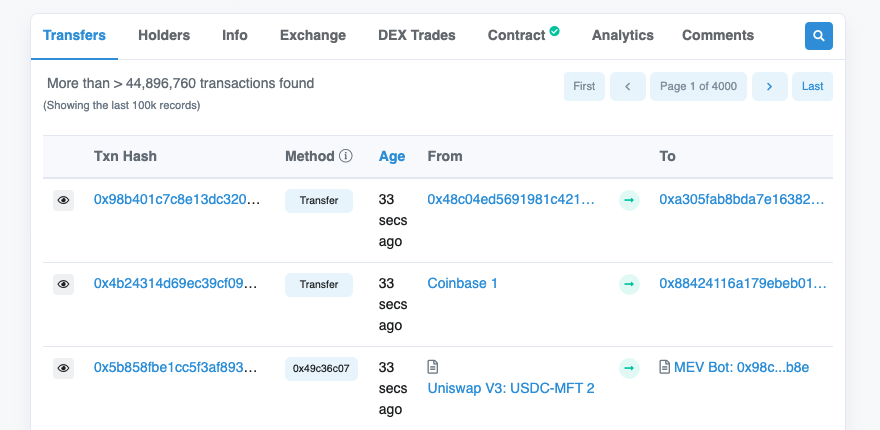 Transfers Holders Info Exchange DEX Trades Contract Analytics Comments
More than > 44,896,760 transactions found
(Showing the last 100k records)
First Page 1 of 4000 Last
Txn Hash Method Age From To
0x98b401c7c8e13dc320... Transfer 33 secs ago 0x48c04ed5691981c421... 0xa305fab8bda7e16382...
0x4b24314d69ec39cf09... Transfer 33 secs ago Coinbase 1 0x88424116a179ebeb01...
0x5b858fbe1cc5f3af893... 0x49c36c07 33 secs ago Uniswap V3: USDC-MFT 2 MEV Bot: 0x98c...b8e